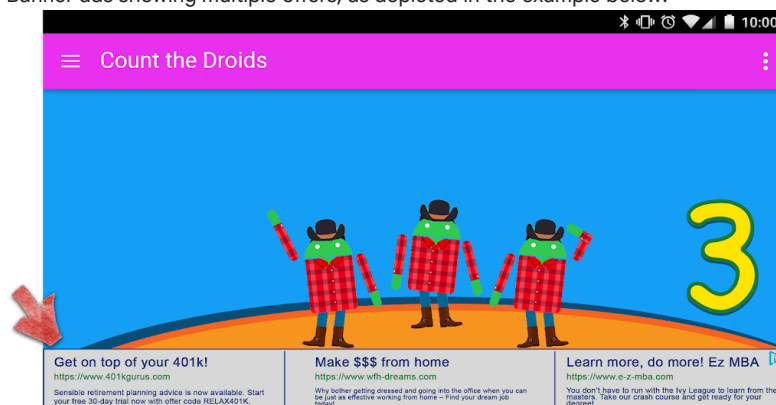 Banner ads showing multiple offers, as depicted in the example below:
10:00
Count the Droids
3
Get on top of your 401k!
https://www.401kgurus.com
Sensible retirement planning advice is now available. Start
your free 30-day trial now with offer code RELAX401K.
Make $$$ from home
https://www.wfh-dreams.com
Why bother getting dressed and going into the office when you can
be just as effective working from home – Find your dream job
today!
Learn more, do more! Ez MBA
https://www.e-z-mba.com
You don't have to run with the Ivy League to learn from the
masters. Take our crash course and get ready for your
degree!